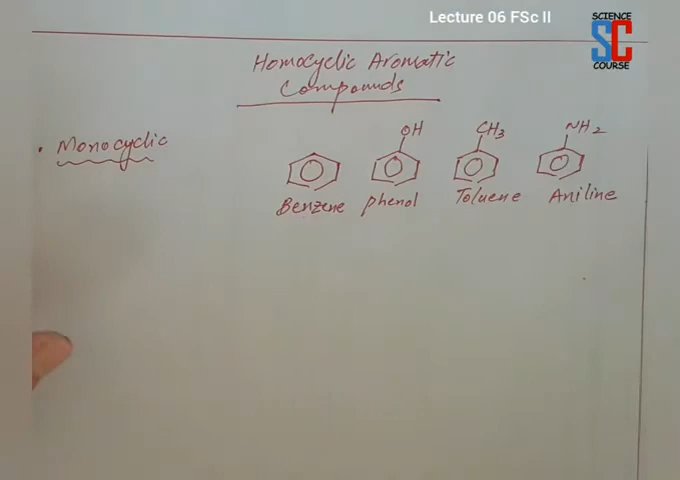 Lecture 06 FSc II
SCIENCE
SC
COURSE
Homocyclic Aromatic
Compounds
• Monocyclic
OH CH3 NH2
Benzene phenol Toluene Aniline